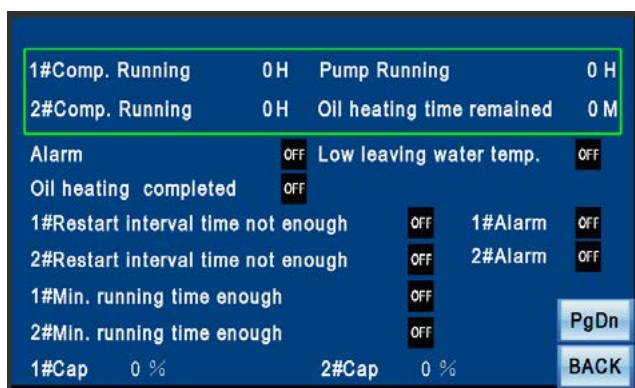 1#Comp. Running 0 H Pump Running 0 H
2#Comp. Running 0 H Oil heating time remained 0 M
Alarm OFF Low leaving water temp. OFF
Oil heating completed OFF
1#Restart interval time not enough OFF 1#Alarm OFF
2#Restart interval time not enough OFF 2#Alarm OFF
1#Min. running time enough OFF
2#Min. running time enough OFF
PgDn
1#Cap 0 % 2#Cap 0 % BACK